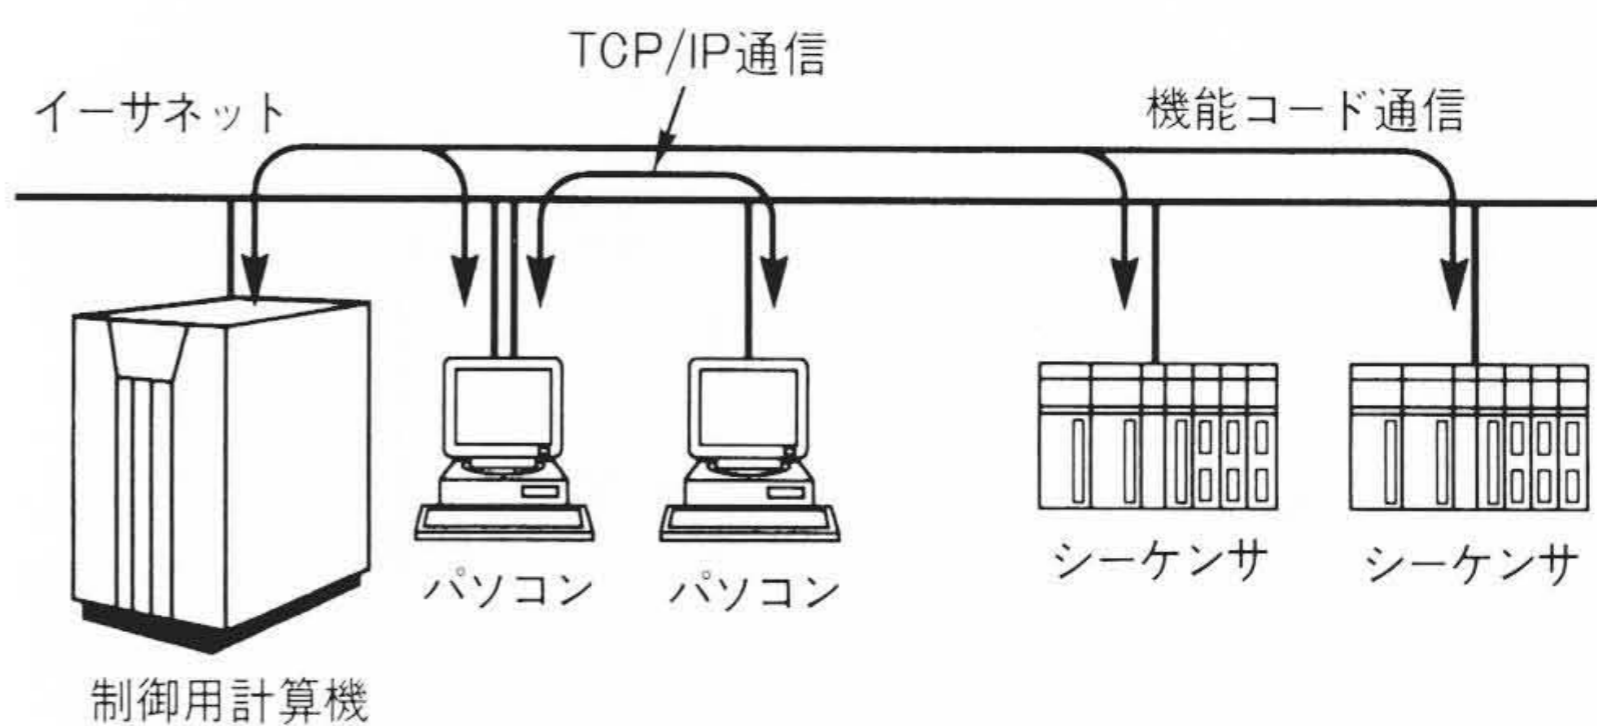 TCP/IP通信
イーサネット
機能コード通信
パソコン
パソコン
シーケンサ
シーケンサ
制御用計算機